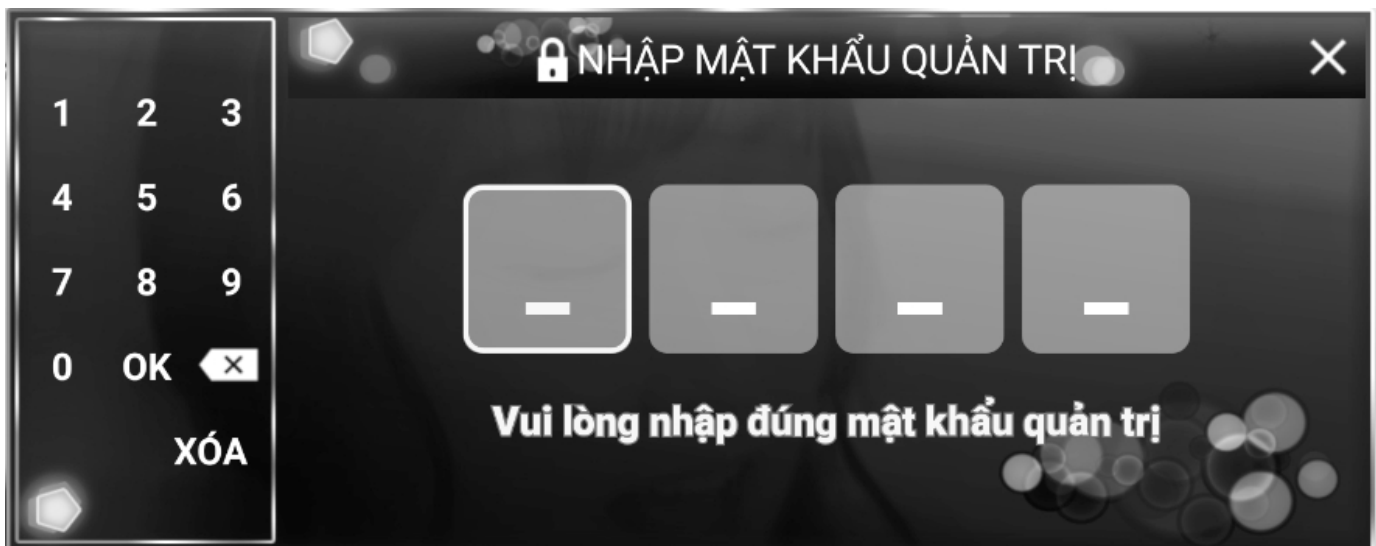 NHẬP MẬT KHẨU QUẢN TRỊ
1 2 3
4 5 6
7 8 9
0 OK
XÓA
Vui lòng nhập đúng mật khẩu quản trị